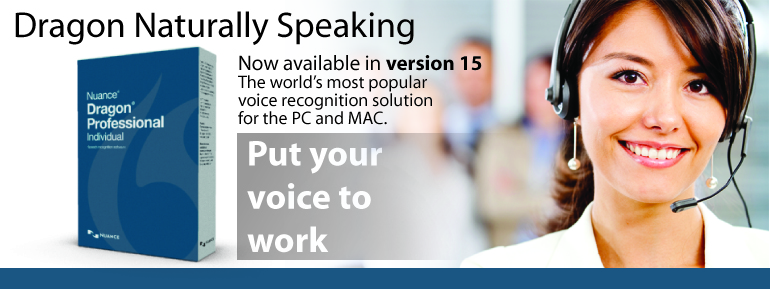 Dragon Naturally Speaking
Now available in version 15
The world's most popular
voice recognition solution
for the PC and MAC.
Put your
voice to
work
Nuance®
Dragon®
Professional
Individual
NUANCE